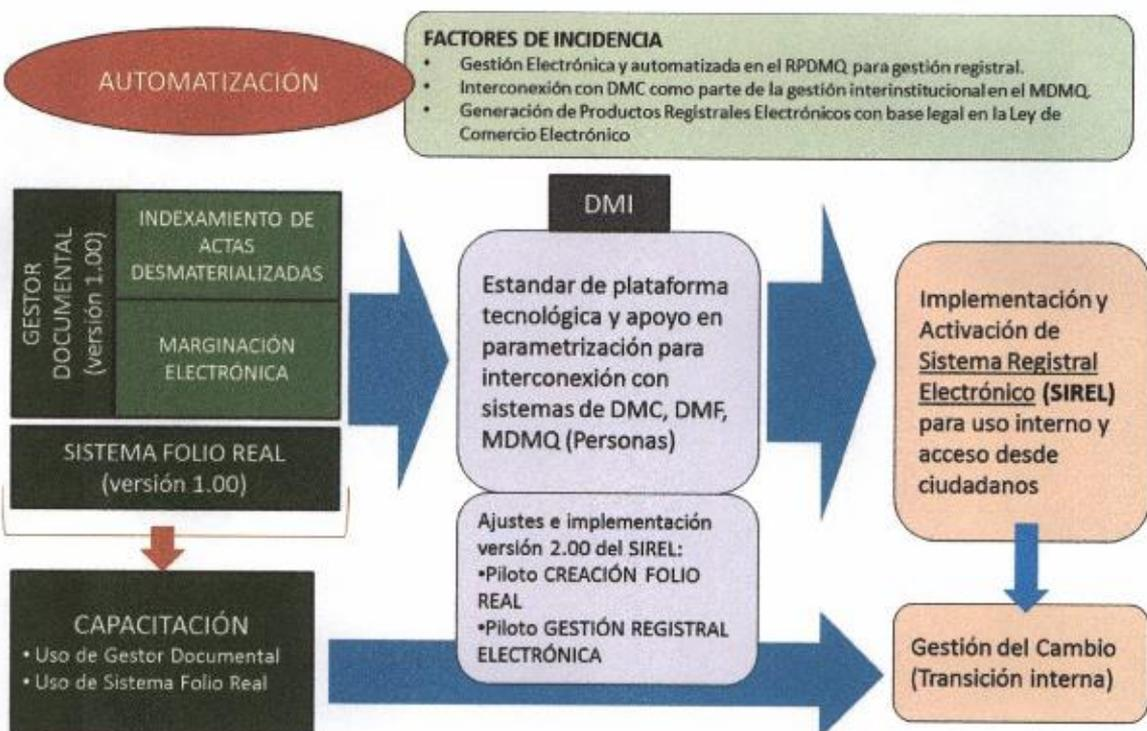 AUTOMATIZACIÓN
FACTORES DE INCIDENCIA
• Gestión Electrónica y automatizada en el RPDMQ para gestión registral.
• Interconexión con DMC como parte de la gestión interinstitucional en el MDMQ.
• Generación de Productos Registrales Electrónicos con base legal en la Ley de
Comercio Electrónico
GESTOR
DOCUMENTAL
(versión 1.00)
INDEXAMIENTO DE
ACTAS
DESMATERIALIZADAS
MARGINACIÓN
ELECTRÓNICA
SISTEMA FOLIO REAL
(versión 1.00)
CAPACITACIÓN
• Uso de Gestor Documental
• Uso de Sistema Folio Real
DMI
Estandar de plataforma
tecnológica y apoyo en
parametrización para
interconexión con
sistemas de DMC, DMF,
MDMQ (Personas)
Ajustes e implementación
versión 2.00 del SIREL:
•Piloto CREACIÓN FOLIO
REAL
•Piloto GESTIÓN REGISTRAL
ELECTRÓNICA
Implementación y
Activación de
Sistema Registral
Electrónico (SIREL)
para uso interno y
acceso desde
ciudadanos
Gestión del Cambio
(Transición interna)